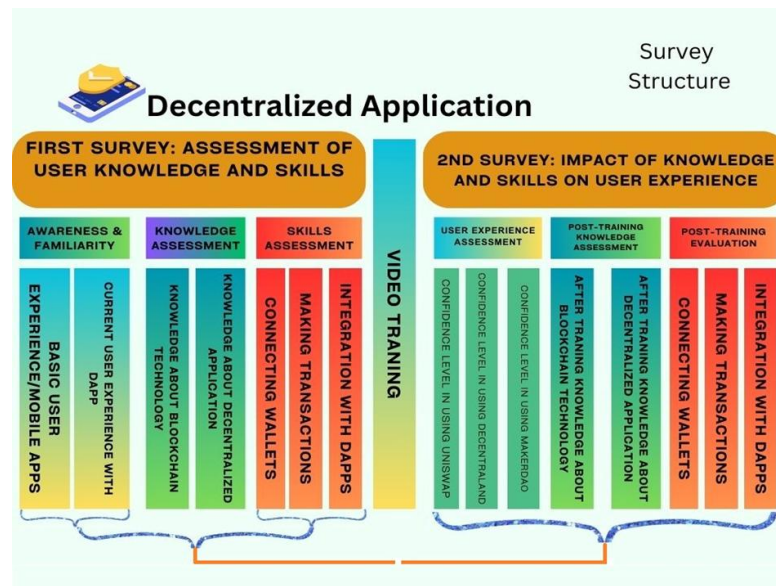 Survey
Structure
Decentralized Application
FIRST SURVEY: ASSESSMENT OF
USER KNOWLEDGE AND SKILLS
2ND SURVEY: IMPACT OF KNOWLEDGE
AND SKILLS ON USER EXPERIENCE
AWARENESS &
FAMILIARITY
KNOWLEDGE
ASSESSMENT
SKILLS
ASSESSMENT
BASIC USER
EXPERIENCE/MOBILE APPS
CURRENT USER EXPERIENCE WITH
DAPP
KNOWLEDGE ABOUT BLOCKCHAIN
TECHNOLOGY
KNOWLEDGE ABOUT DECENTRALIZED
APPLICATION
CONNECTING WALLETS
MAKING TRANSACTIONS
INTEGRATION WITH DAPPS
VIDEO TRANING
USER EXPERIENCE
ASSESSMENT
POST-TRAINING
KNOWLEDGE
ASSESSMENT
POST-TRAINING
EVALUATION
CONFIDENCE LEVEL IN USING UNISWAP
CONFIDENCE LEVEL IN USING DECENTRALAND
CONFIDENCE LEVEL IN USING MAKERDAO
AFTER TRANING KNOWLEDGE ABOUT
BLOCKCHAIN TECHNOLOGY
AFTER TRANING KNOWLEDGE ABOUT
DECENTRALIZED APPLICATION
CONNECTING WALLETS
MAKING TRANSACTIONS
INTEGRATION WITH DAPPS